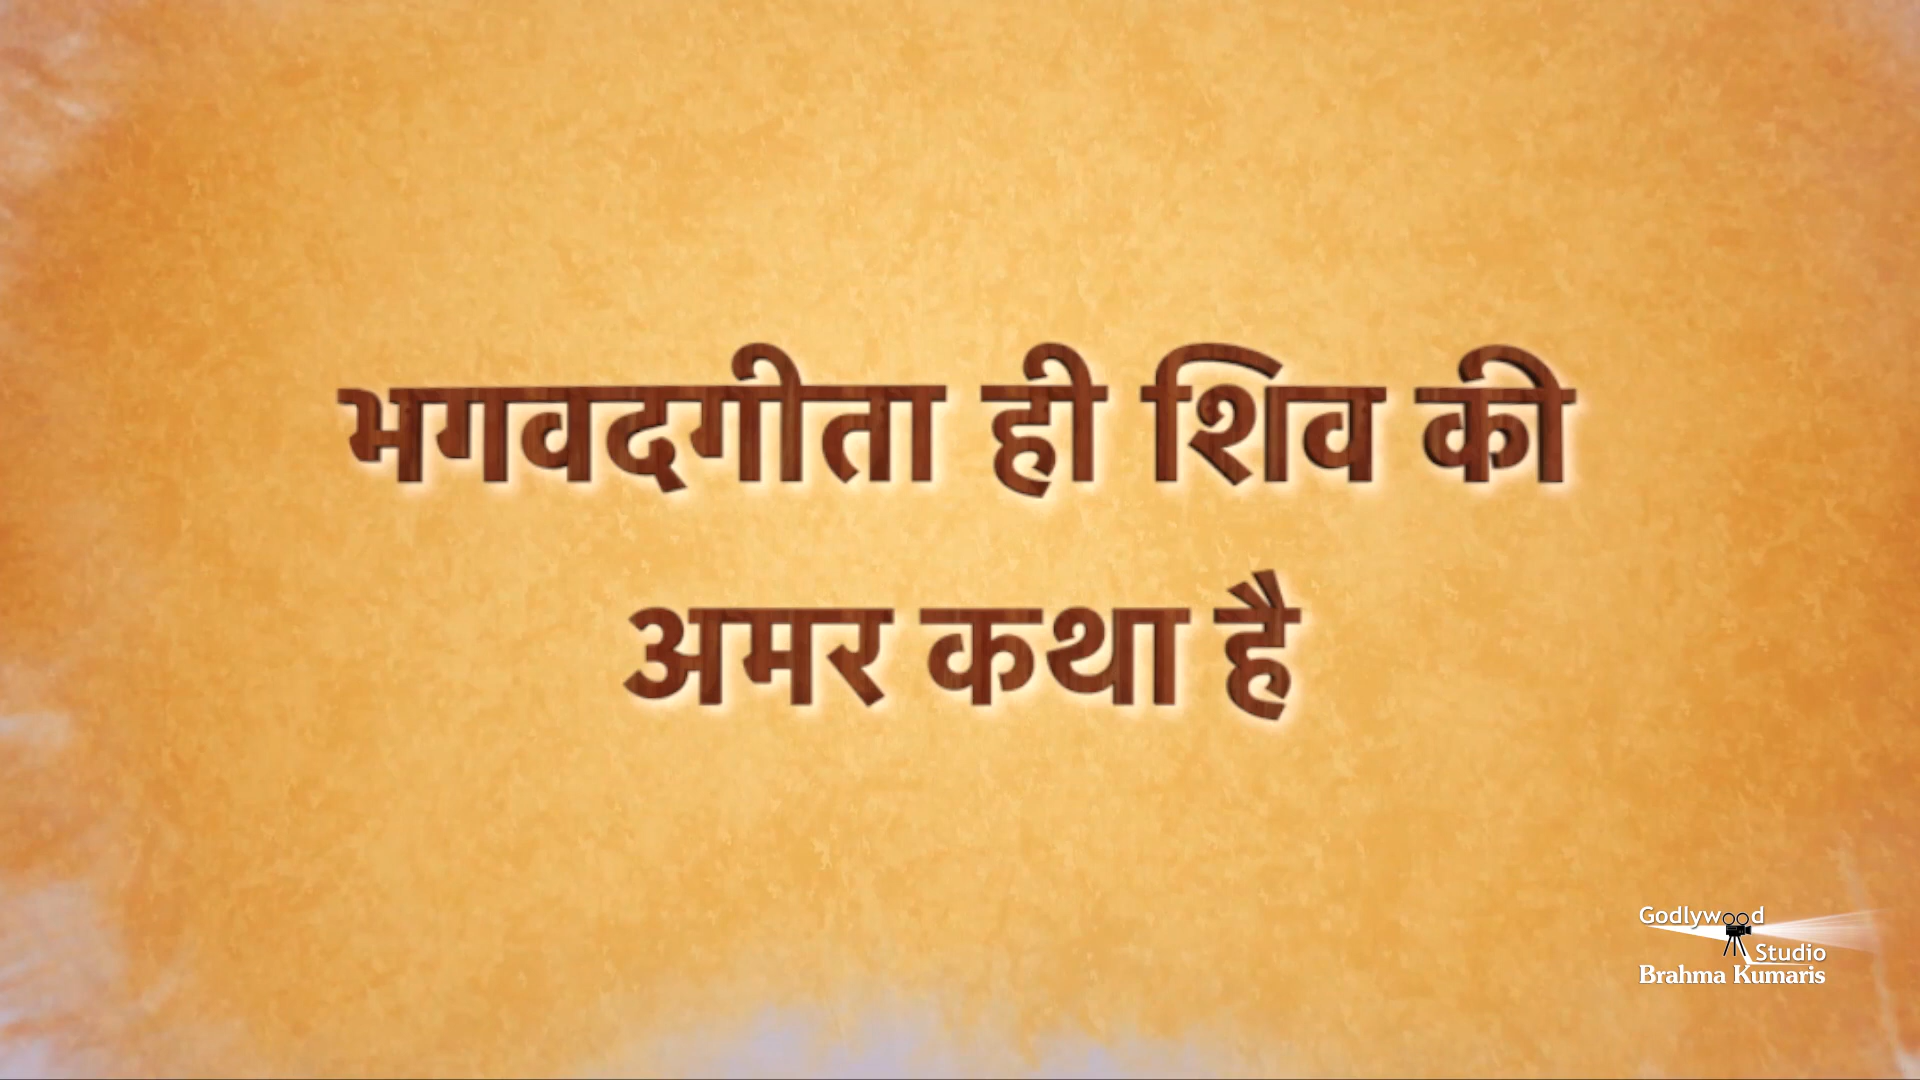 भगवदगीता ही शिव की
अमर कथा है
Godlywood
Studio
Brahma Kumaris